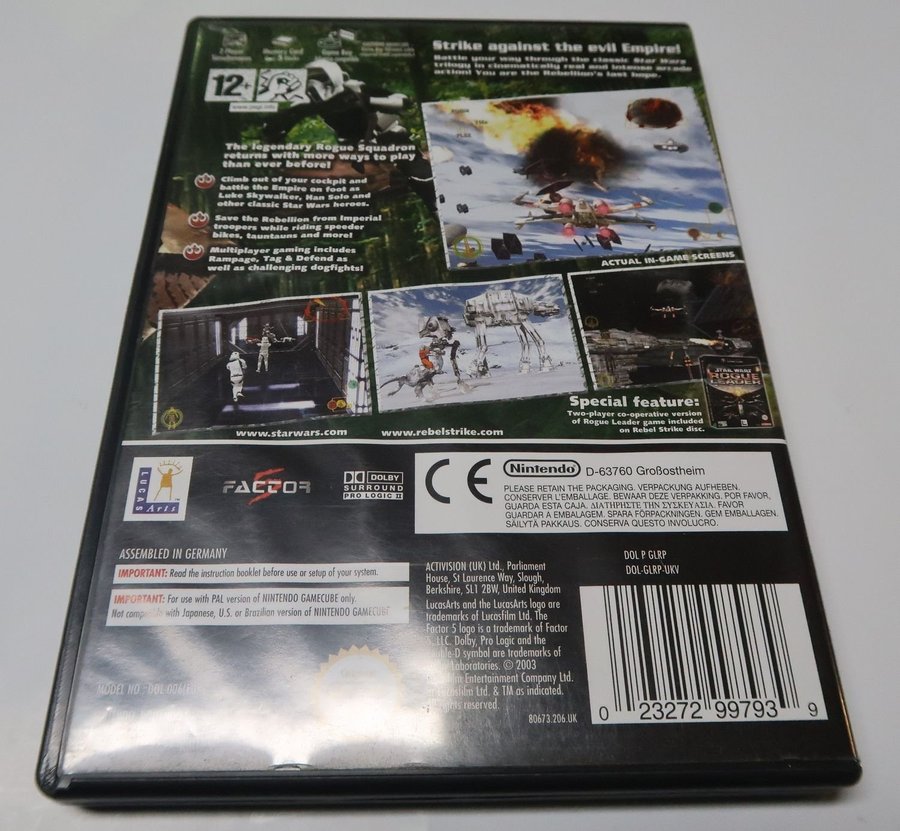 2 Player
Simultaneous
Memory Card
Game Boy
Strike against the evil Empire!
Battle your way through the classic Star Wars
trilogy in cinematically real and intense arcade
action! You are the Rebellion's last hope.
12+
www.pegi.info
The legendary Rogue Squadron
returns with more ways to play
than ever before!
Climb out of your cockpit and
battle the Empire on foot as
Luke Skywalker, Han Solo and
other classic Star Wars heroes.
Save the Rebellion from Imperial
troopers while riding speeder
bikes, tauntauns and more!
Multiplayer gaming includes
Rampage, Tag & Defend as
well as challenging dogfights!
ACTUAL IN-GAME SCREENS
STAR WARS
ROGUE
LEADER
Special feature:
Two-player co-operative version
of Rogue Leader game included
on Rebel Strike disc.
www.starwars.com
www.rebelstrike.com
LUCAS
Arts
FACTOR 5
DOLBY
SURROUND
PRO LOGIC II
CE
Nintendo D-63760 Großostheim
PLEASE RETAIN THE PACKAGING. VERPACKUNG AUFHEBEN.
CONSERVER L'EMBALLAGE. BEWAAR DEZE VERPAKKING, POR FAVOR,
GUARDA ESTA CAJA. ΔΙΑΤΗΡΗΣΤΕ ΤΗΝ ΣΥΣΚΕΥΑΣΙΑ. FAVOR
GUARDAR A EMBALAGEM. SPARA FÖRPACKNINGEN. GEM EMBALLAGEN.
SÄILYTÄ PAKKAUS. CONSERVA QUESTO INVOLUCRO.
ASSEMBLED IN GERMANY
IMPORTANT: Read the instruction booklet before use or setup of your system.
IMPORTANT: For use with PAL version of NINTENDO GAMECUBE only.
Not with Japanese, U.S. or Brazilian version of NINTENDO GAMECUBE
MODEL NO.: DOL-006
ACTIVISION (UK) Ltd., Parliament
House, St Laurence Way, Slough,
Berkshire, SL1 2BW, United Kingdom
LucasArts and the LucasArts logo are
trademarks of Lucasfilm Ltd. The
Factor 5 logo is a trademark of Factor
LLC. Dolby, Pro Logic and the
double-D symbol are trademarks of
Laboratories. © 2003
Entertainment Company Ltd.
Lucasfilm Ltd. & TM as indicated.
rights reserved.
80673.206.UK
DOL P GLRP
DOL-GLRP-UKV
0 23272 99793 9